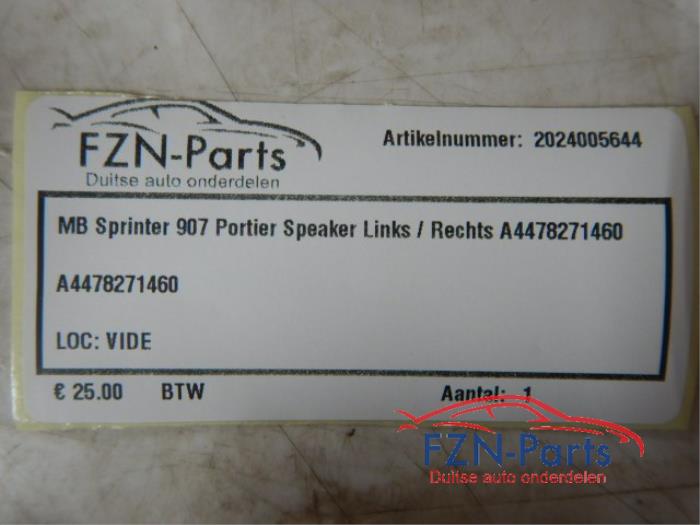 FZN-Parts
Duitse auto onderdelen
Artikelnummer: 2024005644
MB Sprinter 907 Portier Speaker Links / Rechts A4478271460
A4478271460
LOC: VIDE
€ 25.00 BTW Aantal: 1
FZN-Parts
Duitse auto onderdelen